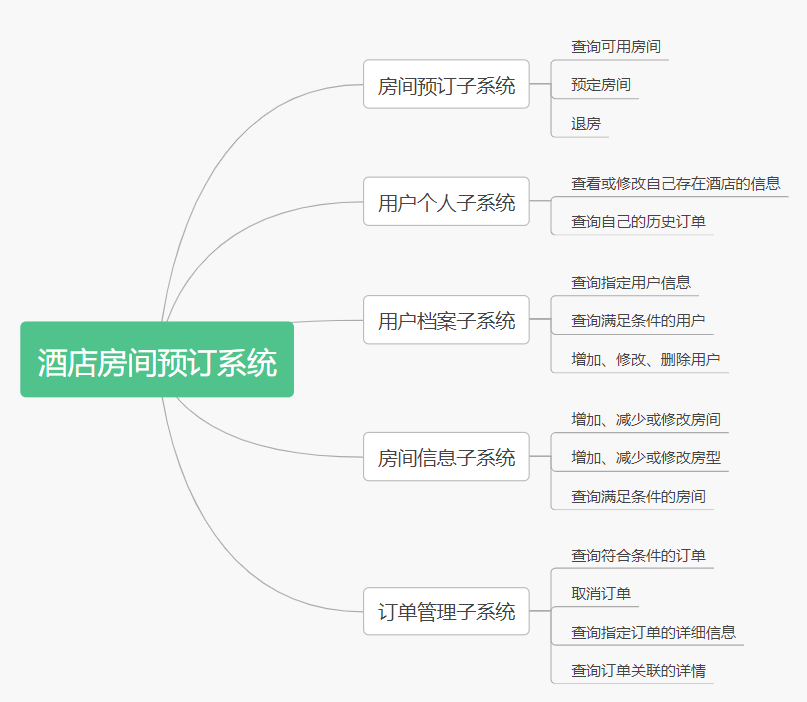 酒店房间预订系统
房间预订子系统
查询可用房间
预定房间
退房
用户个人子系统
查看或修改自己存在酒店的信息
查询自己的历史订单
用户档案子系统
查询指定用户信息
查询满足条件的用户
增加、修改、删除用户
房间信息子系统
增加、减少或修改房间
增加、减少或修改房型
查询满足条件的房间
订单管理子系统
查询符合条件的订单
取消订单
查询指定订单的详细信息
查询订单关联的详情